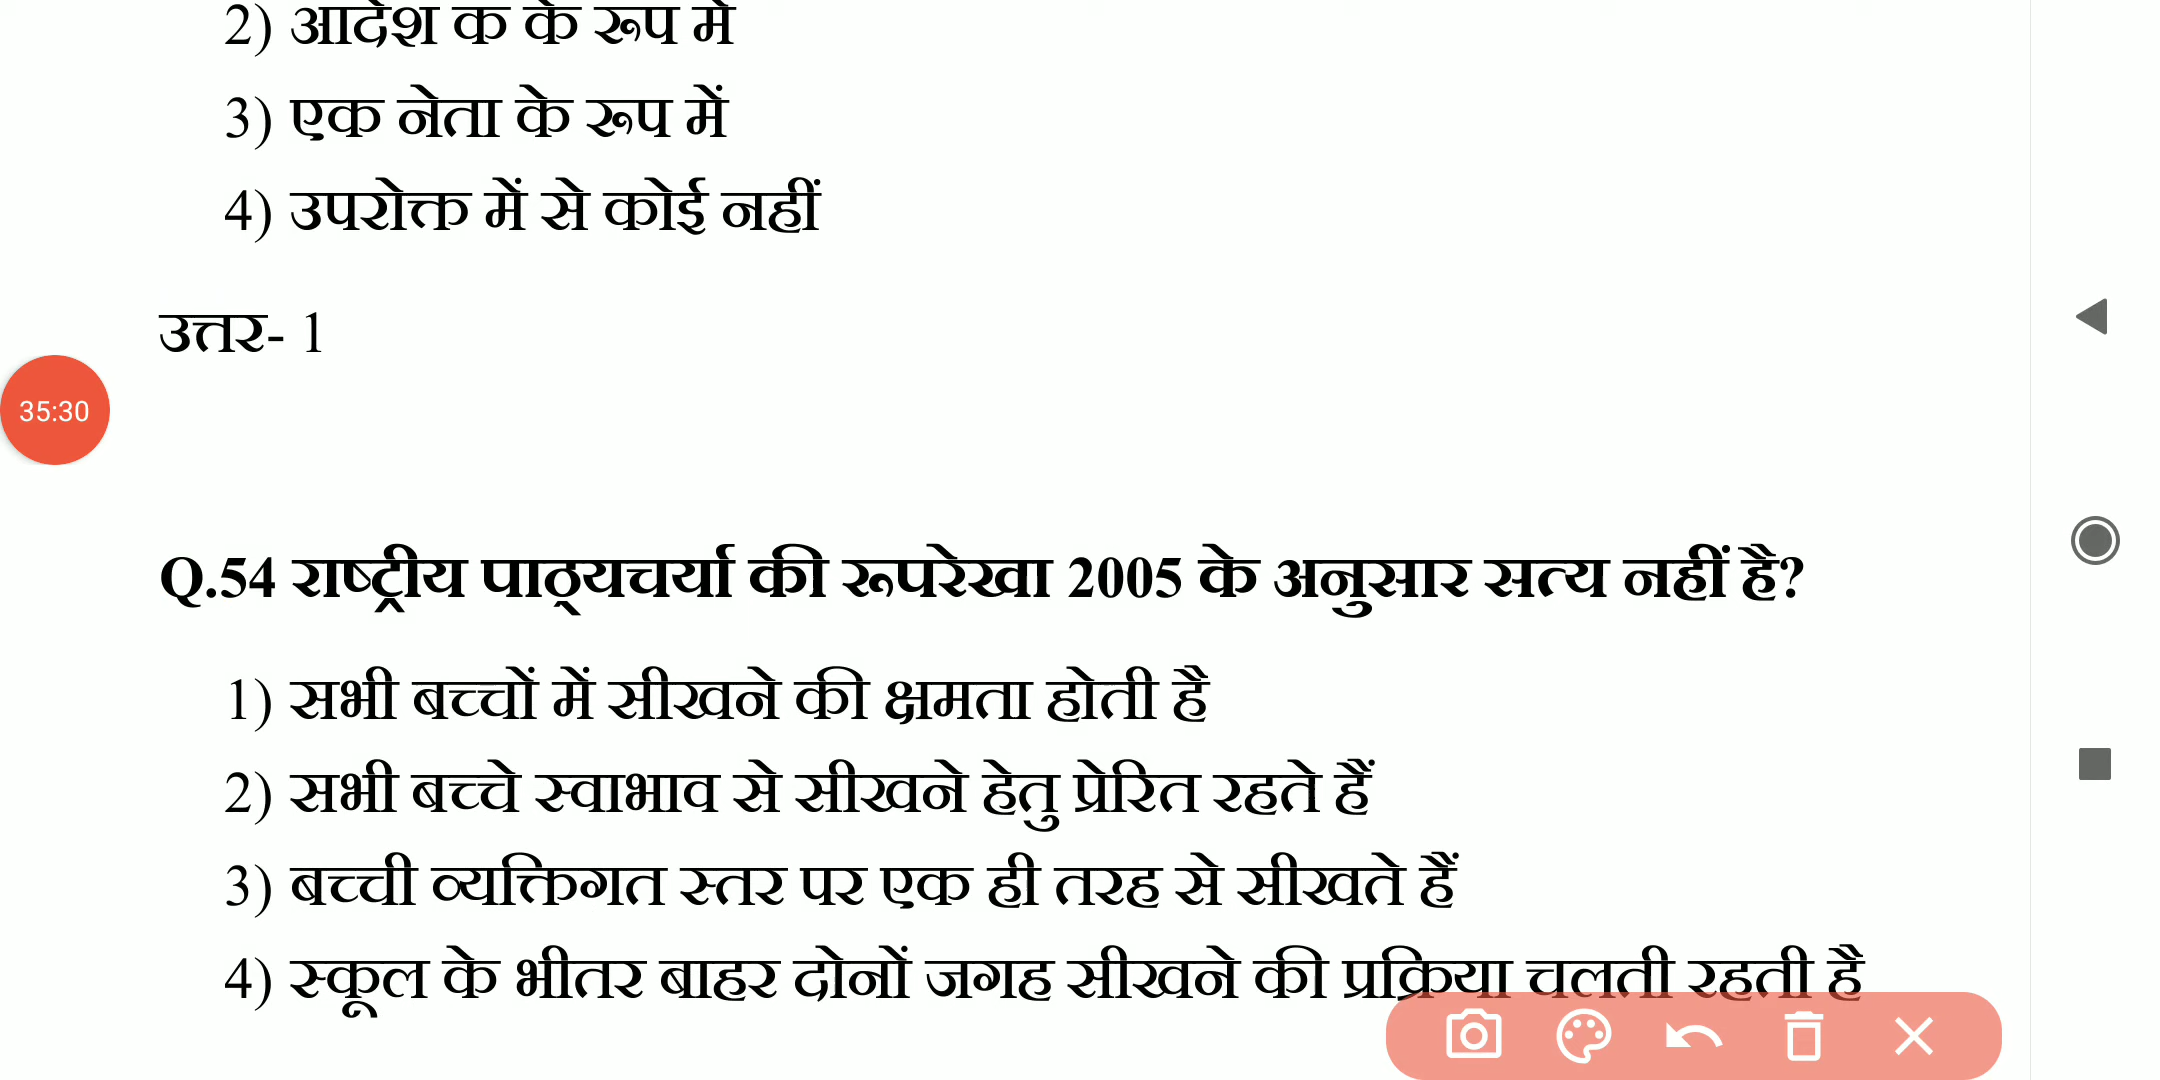 2) आदेश क के रूप में
3) एक नेता के रूप में
4) उपरोक्त में से कोई नहीं
उत्तर- 1
35:30
Q.54 राष्ट्रीय पाठ्यचर्या की रूपरेखा 2005 के अनुसार सत्य नहीं है?
1) सभी बच्चों में सीखने की क्षमता होती है
2) सभी बच्चे स्वाभाव से सीखने हेतु प्रेरित रहते हैं
3) बच्ची व्यक्तिगत स्तर पर एक ही तरह से सीखते हैं
4) स्कूल के भीतर बाहर दोनों जगह सीखने की प्रक्रिया चलती रहती है